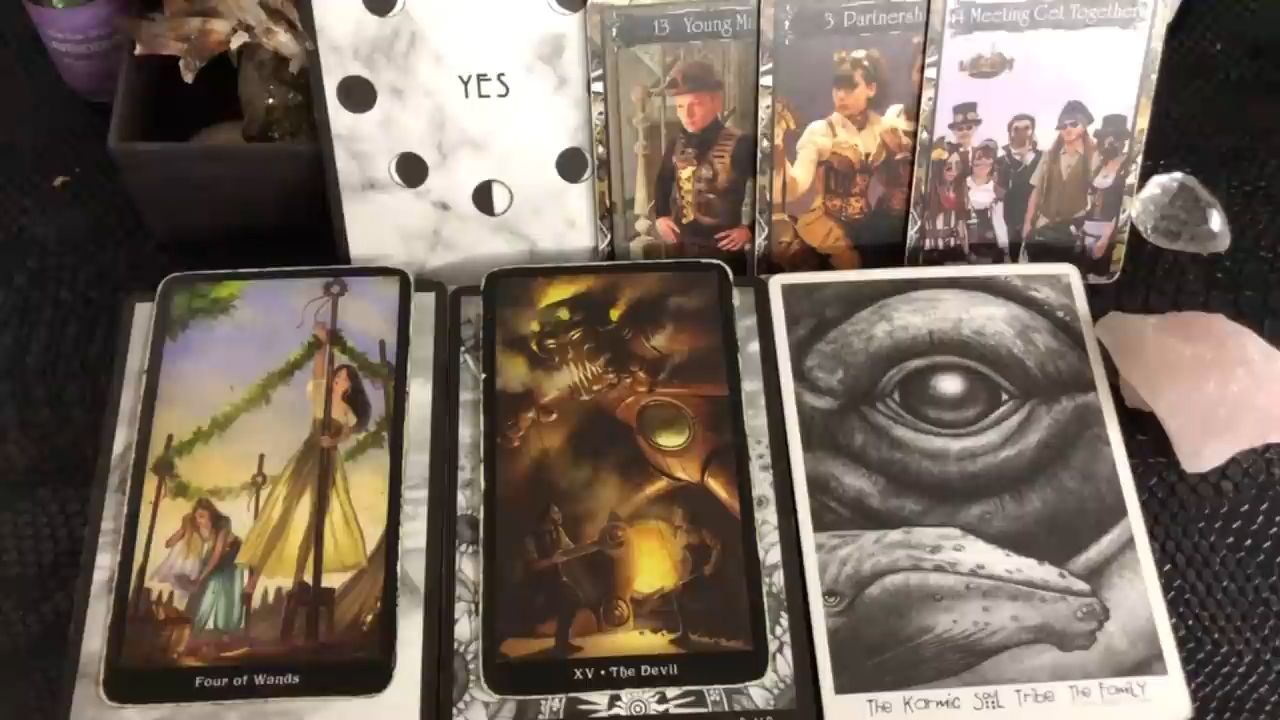 YES
13 Young M
3 Partnersh
Meeting Get Together
Four of Wands
XV • The Devil
The Karmic Soul Tribe The Family